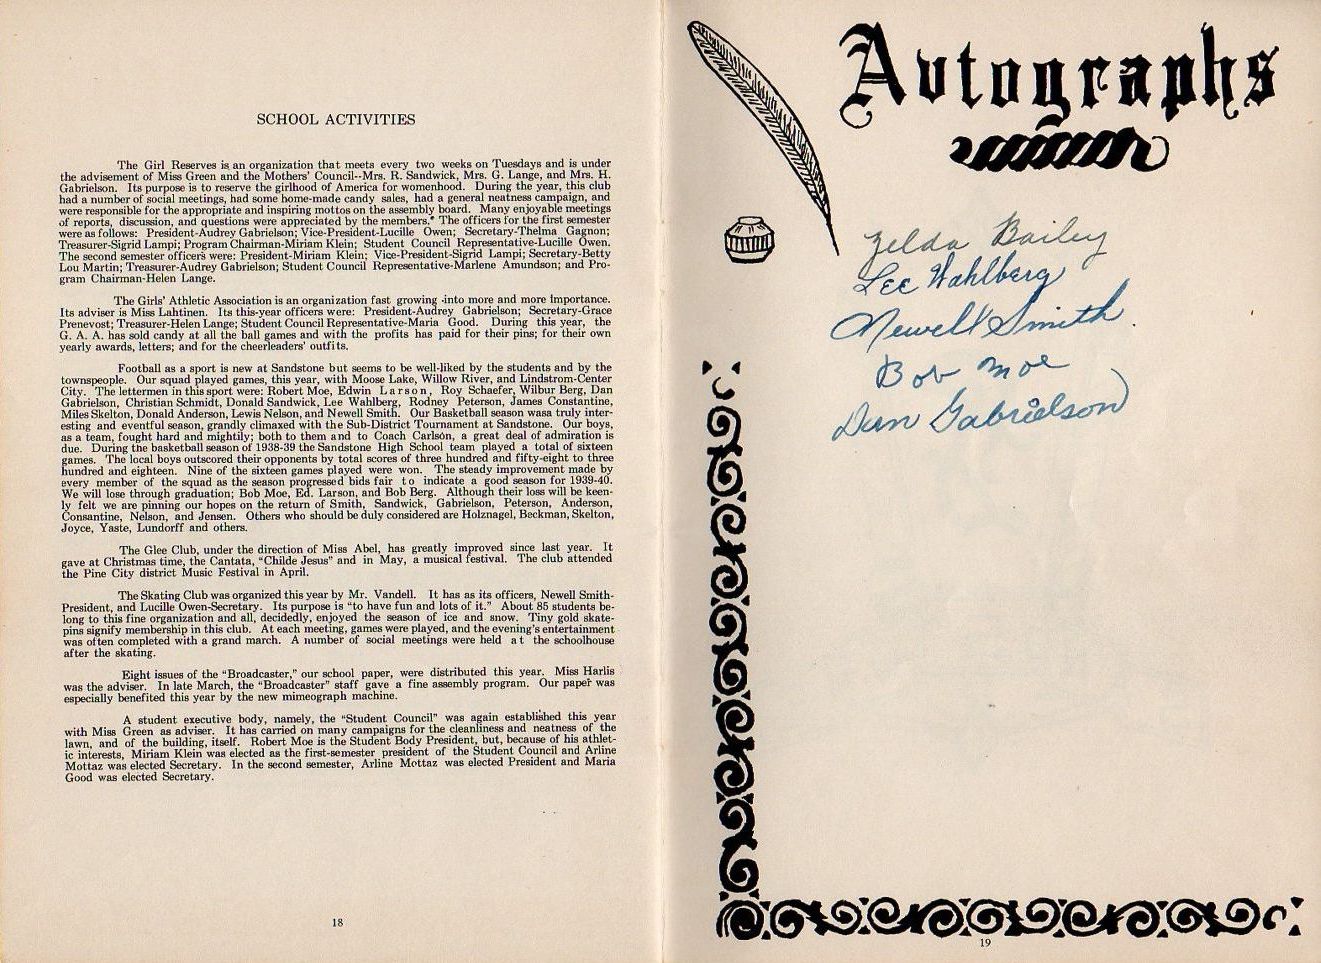 SCHOOL ACTIVITIES
The Girl Reserves is an organization that meets every two weeks on Tuesdays and is under
the advisement of Miss Green and the Mothers' Council--Mrs. R. Sandwick, Mrs. G. Lange, and Mrs. H.
Gabrielson. Its purpose is to reserve the girlhood of America for womenhood. During the year, this club
had a number of social meetings, had some home-made candy sales, had a general neatness campaign, and
were responsible for the appropriate and inspiring mottos on the assembly board. Many enjoyable meetings
of reports, discussion, and questions were appreciated by the members." The officers for the first semester
were as follows: President-Audrey Gabrielson; Vice-President-Lucille Owen; Secretary-Thelma Gagnon;
Treasurer-Sigrid Lampi; Program Chairman-Miriam Klein; Student Council Representative-Lucille Owen.
The second semester officers were: President-Miriam Klein; Vice-President-Sigrid Lampi; Secretary-Betty
Lou Martin; Treasurer-Audrey Gabrielson; Student Council Representative-Marlene Amundson; and Pro-
gram Chairman-Helen Lange.
The Girls' Athletic Association is an organization fast growing into more and more importance.
Its adviser is Miss Lahtinen. Its this-year officers were: President-Audrey Gabrielson; Secretary-Grace
Prenevost; Treasurer-Helen Lange; Student Council Representative-Maria Good. During this year, the
G. A. A. has sold candy at all the ball games and with the profits has paid for their pins; for their own
yearly awards, letters; and for the cheerleaders' outfits.
Football as a sport is new at Sandstone but seems to be well-liked by the students and by the
townspeople. Our squad played games, this year, with Moose Lake, Willow River, and Lindstrom-Center
City. The lettermen in this sport were: Robert Moe, Edwin Larson, Roy Schaefer, Wilbur Berg, Dan
Gabrielson, Christian Schmidt, Donald Sandwick, Lee Wahlberg, Rodney Peterson, James Constantine,
Miles Skelton, Donald Anderson, Lewis Nelson, and Newell Smith. Our Basketball season wasa truly inter-
esting and eventful season, grandly climaxed with the Sub-District Tournament at Sandstone. Our boys,
as a team, fought hard and mightily; both to them and to Coach Carlson, a great deal of admiration is
due. During the basketball season of 1938-39 the Sandstone High School team played a total of sixteen
games. The local boys outscored their opponents by total scores of three hundred and fifty-eight to three
hundred and eighteen. Nine of the sixteen games played were won. The steady improvement made by
every member of the squad as the season progressed bids fair to indicate a good season for 1939-40.
We will lose through graduation; Bob Moe, Ed. Larson, and Bob Berg. Although their loss will be keen-
ly felt we are pinning our hopes on the return of Smith, Sandwick, Gabrielson, Peterson, Anderson,
Consantine, Nelson, and Jensen. Others who should be duly considered are Holznagel, Beckman, Skelton,
Joyce, Yaste, Lundorff and others.
The Glee Club, under the direction of Miss Abel, has greatly improved since last year. It
gave at Christmas time, the Cantata, "Childe Jesus" and in May, a musical festival. The club attended
the Pine City district Music Festival in April.
The Skating Club was organized this year by Mr. Vandell. It has as its officers, Newell Smith-
President, and Lucille Owen-Secretary. Its purpose is "to have fun and lots of it." About 85 students be-
long to this fine organization and all, decidedly, enjoyed the season of ice and snow. Tiny gold skate-
pins signify membership in this club. At each meeting, games were played, and the evening's entertainment
was often completed with a grand march. A number of social meetings were held at the schoolhouse
after the skating.
Eight issues of the "Broadcaster," our school paper, were distributed this year. Miss Harlis
was the adviser. In late March, the "Broadcaster" staff gave a fine assembly program. Our paper was
especially benefited this year by the new mimeograph machine.
A student executive body, namely, the "Student Council" was again established this year
with Miss Green as adviser. It has carried on many campaigns for the cleanliness and neatness of the
lawn, and of the building, itself. Robert Moe is the Student Body President, but, because of his athlet-
ic interests, Miriam Klein was elected as the first-semester president of the Student Council and Arline
Mottaz was elected Secretary. In the second semester, Arline Mottaz was elected President and Maria
Good was elected Secretary.
18
Autographs
Zelda Bailey
Lee Wahlberg
Newell Smith
Bob Moe
Dan Gabrielson
19